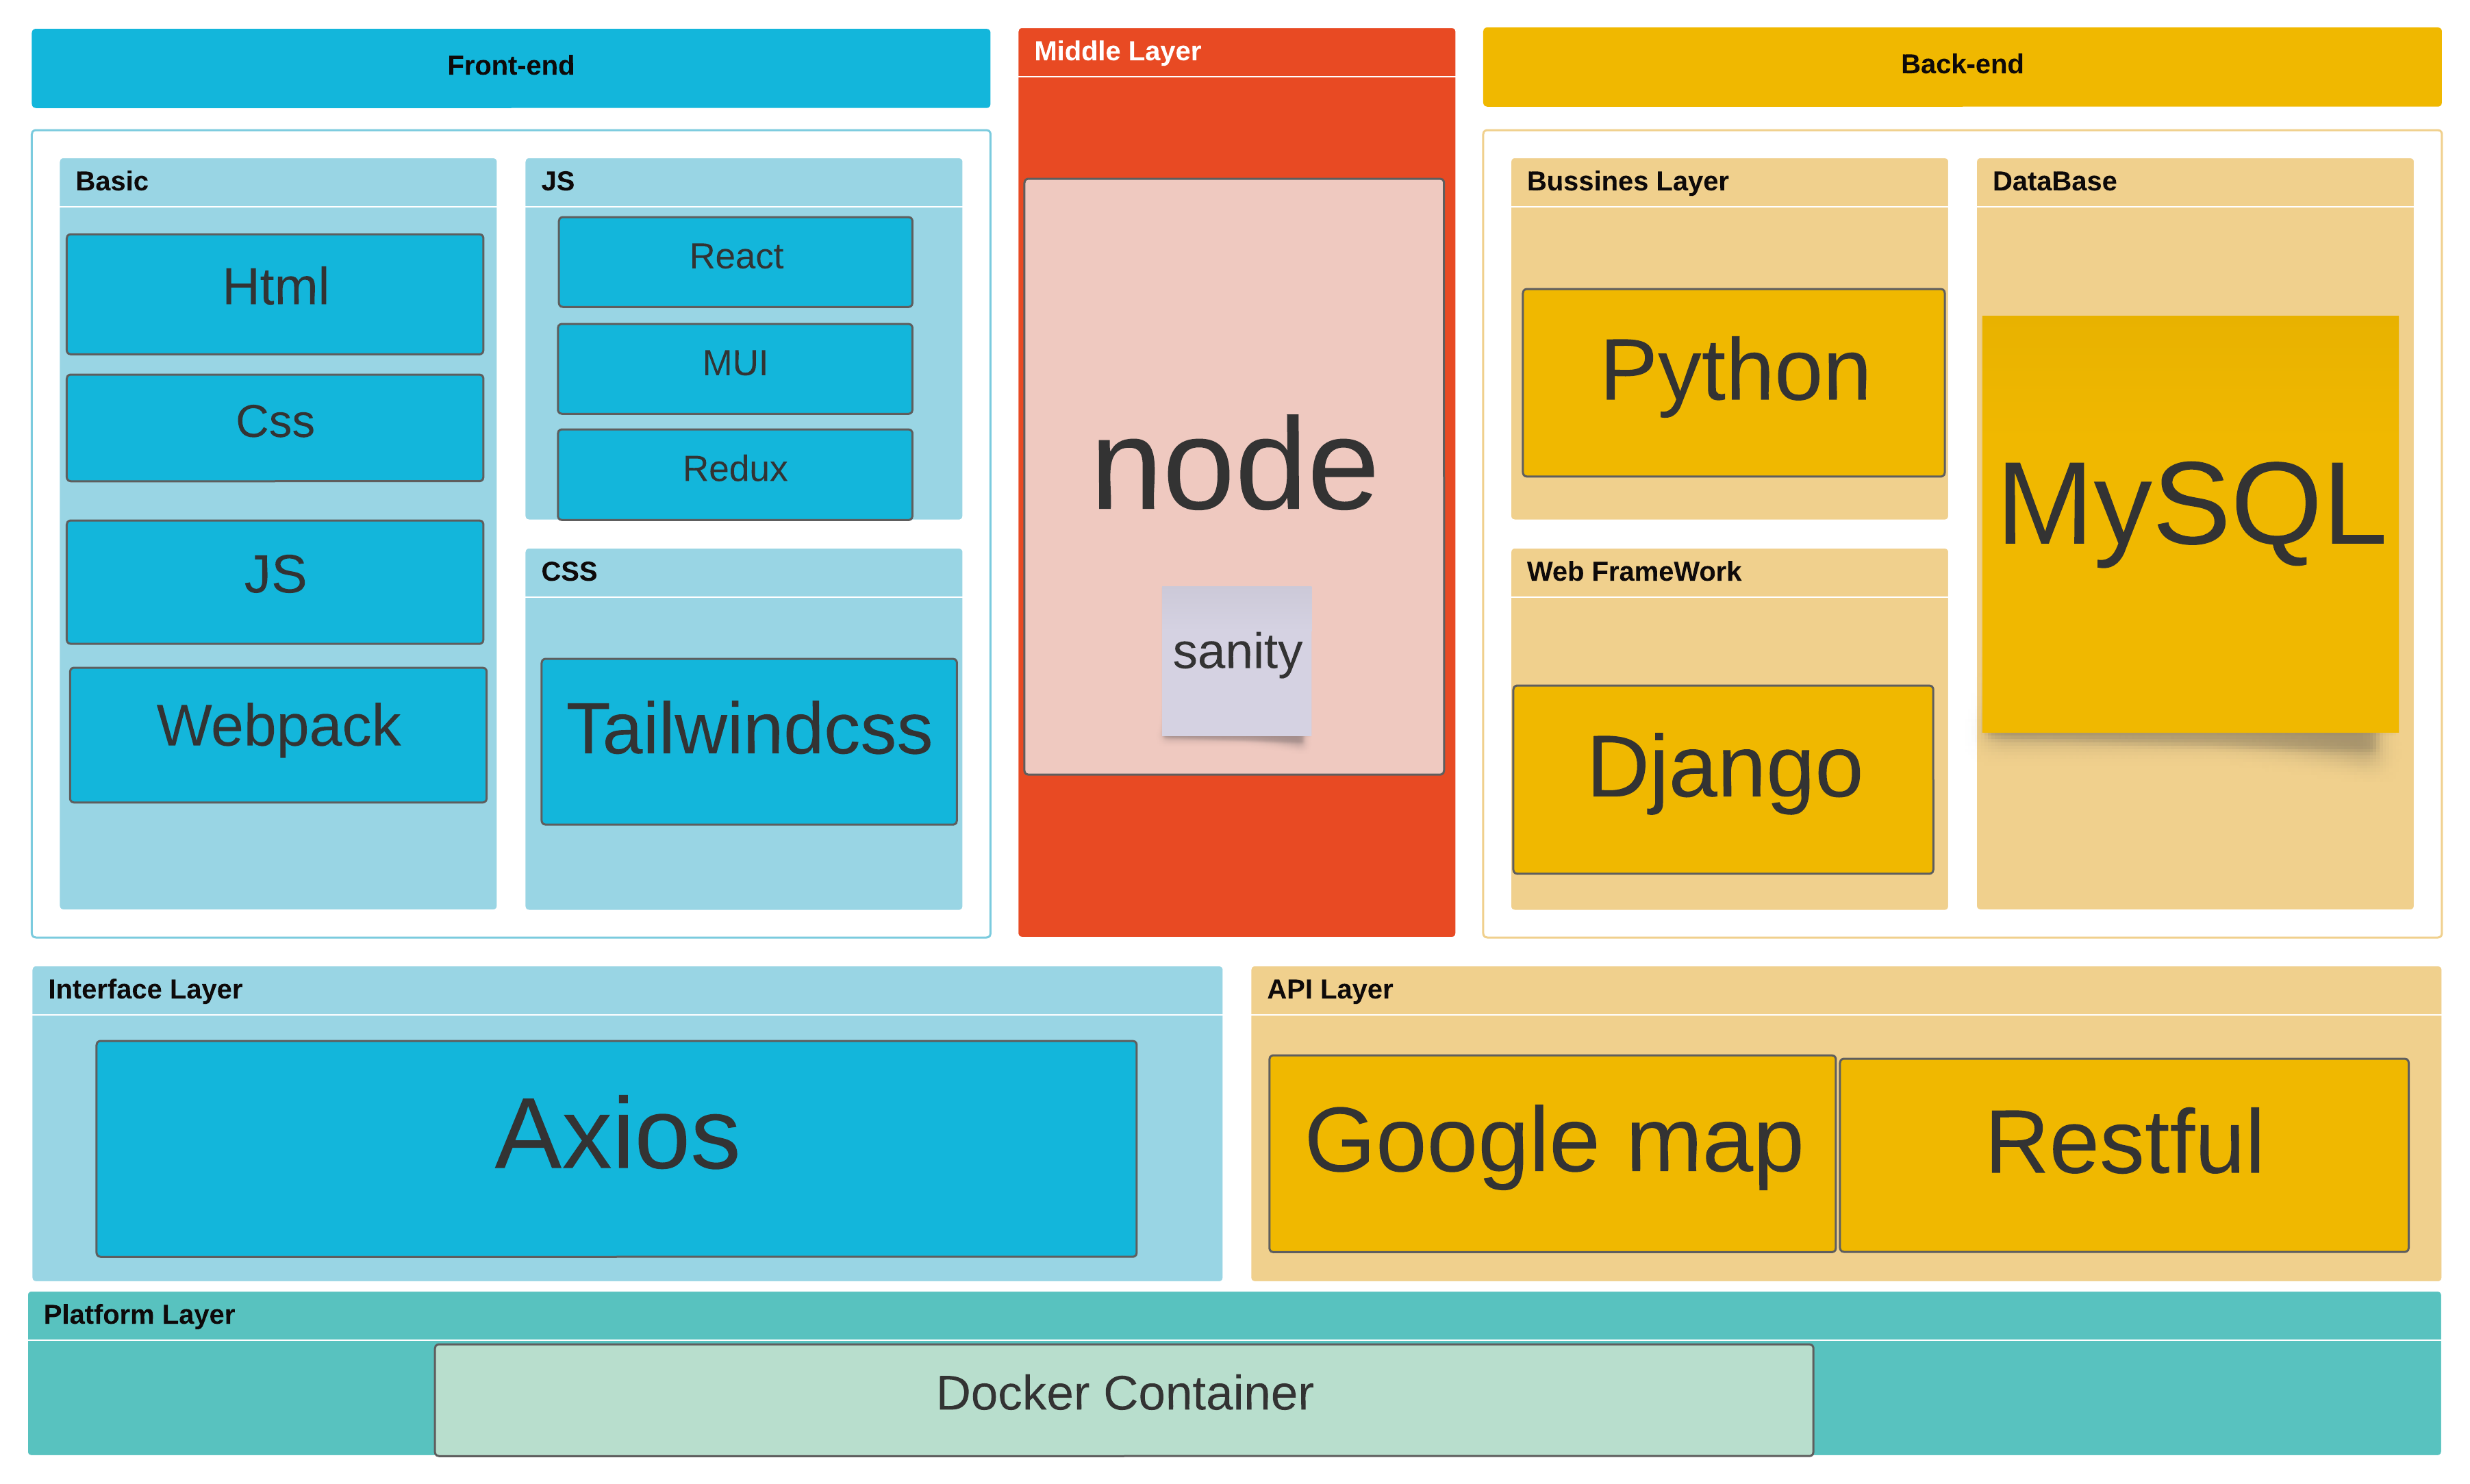 Front-end
Middle Layer
Back-end
Basic
Html
Css
JS
Webpack
JS
React
MUI
Redux
CSS
Tailwindcss
node
sanity
Bussines Layer
Python
Web FrameWork
Django
DataBase
MySQL
Interface Layer
Axios
API Layer
Google map
Restful
Platform Layer
Docker Container